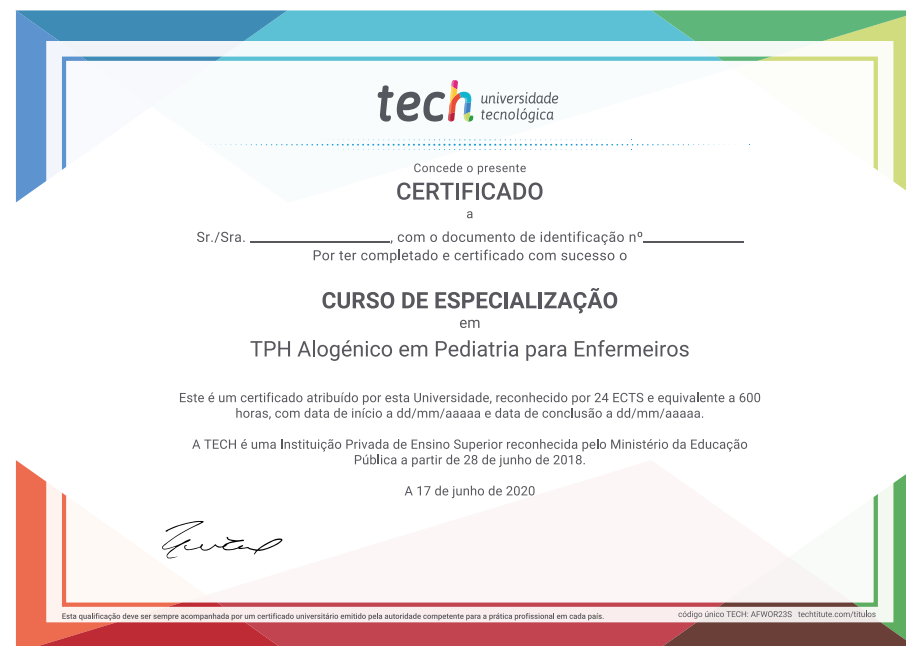 tech universidade
tecnológica
Concede o presente
CERTIFICADO
a
Sr./Sra. ____________________, com o documento de identificação nº______________
Por ter completado e certificado com sucesso o
CURSO DE ESPECIALIZAÇÃO
em
TPH Alogénico em Pediatria para Enfermeiros
Este é um certificado atribuído por esta Universidade, reconhecido por 24 ECTS e equivalente a 600
horas, com data de início a dd/mm/aaaaa e data de conclusão a dd/mm/aaaaa.
A TECH é uma Instituição Privada de Ensino Superior reconhecida pelo Ministério da Educação
Pública a partir de 28 de junho de 2018.
A 17 de junho de 2020
Esta qualificação deve ser sempre acompanhada por um certificado universitário emitido pela autoridade competente para a prática profissional em cada país.
código único TECH: AFWOR23S techtitute.com/titulos